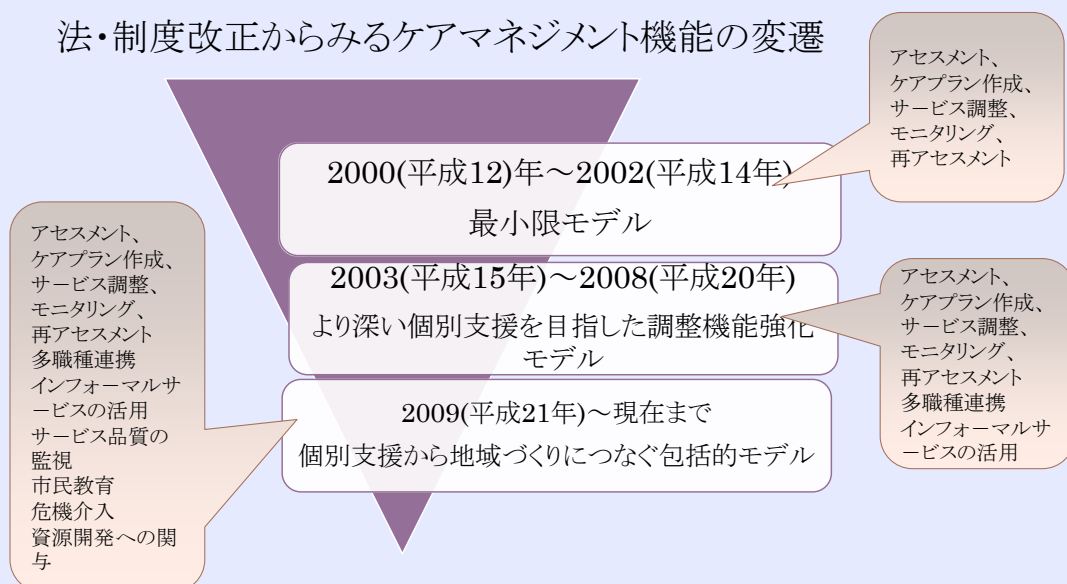 法・制度改正からみるケアマネジメント機能の変遷
アセスメント、
ケアプラン作成、
サービス調整、
モニタリング、
再アセスメント
2000(平成12)年～2002(平成14年)
最小限モデル
2003(平成15年)～2008(平成20年)
より深い個別支援を目指した調整機能強化
モデル
アセスメント、
ケアプラン作成、
サービス調整、
モニタリング、
再アセスメント
多職種連携
インフォーマルサ
ービスの活用
2009(平成21年)～現在まで
個別支援から地域づくりにつなぐ包括的モデル
アセスメント、
ケアプラン作成、
サービス調整、
モニタリング、
再アセスメント
多職種連携
インフォーマルサ
ービスの活用
サービス品質の
監視
市民教育
危機介入
資源開発への関
与